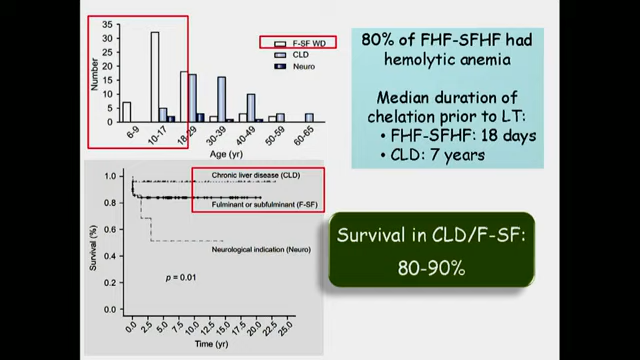 35
30
25
20
15
10
5
0
Number
F-SF WD
CLD
Neuro
6-9
10-17
18-29
30-39
40-49
50-59
60-65
Age (yr)
80% of FHF-SFHF had
hemolytic anemia
Median duration of
chelation prior to LT:
• FHF-SFHF: 18 days
• CLD: 7 years
1.0
0.8
0.6
0.4
0.2
0.0
Survival (%)
Chronic liver disease (CLD)
Fulminant or subfulminant (F-SF)
Neurological indication (Neuro)
p = 0.01
0.0
2.5
5.0
7.5
10.0
12.5
15.0
17.5
20.0
22.5
25.0
Time (yr)
Survival in CLD/F-SF:
80-90%